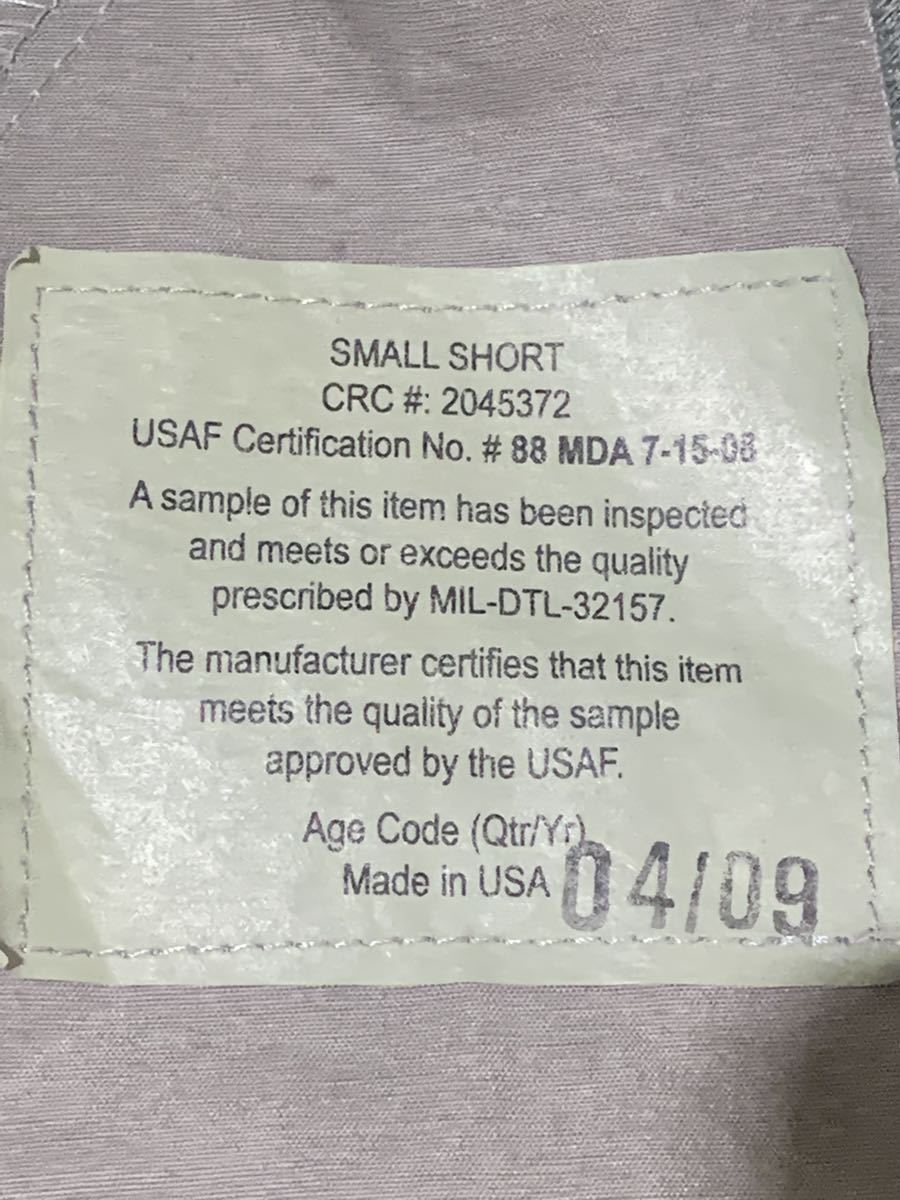 SMALL SHORT
CRC #: 2045372
USAF Certification No. # 88 MDA 7-15-08
A sample of this item has been inspected
and meets or exceeds the quality
prescribed by MIL-DTL-32157.
The manufacturer certifies that this item
meets the quality of the sample
approved by the USAF.
Age Code (Qtr/Yr)
Made in USA
04/09